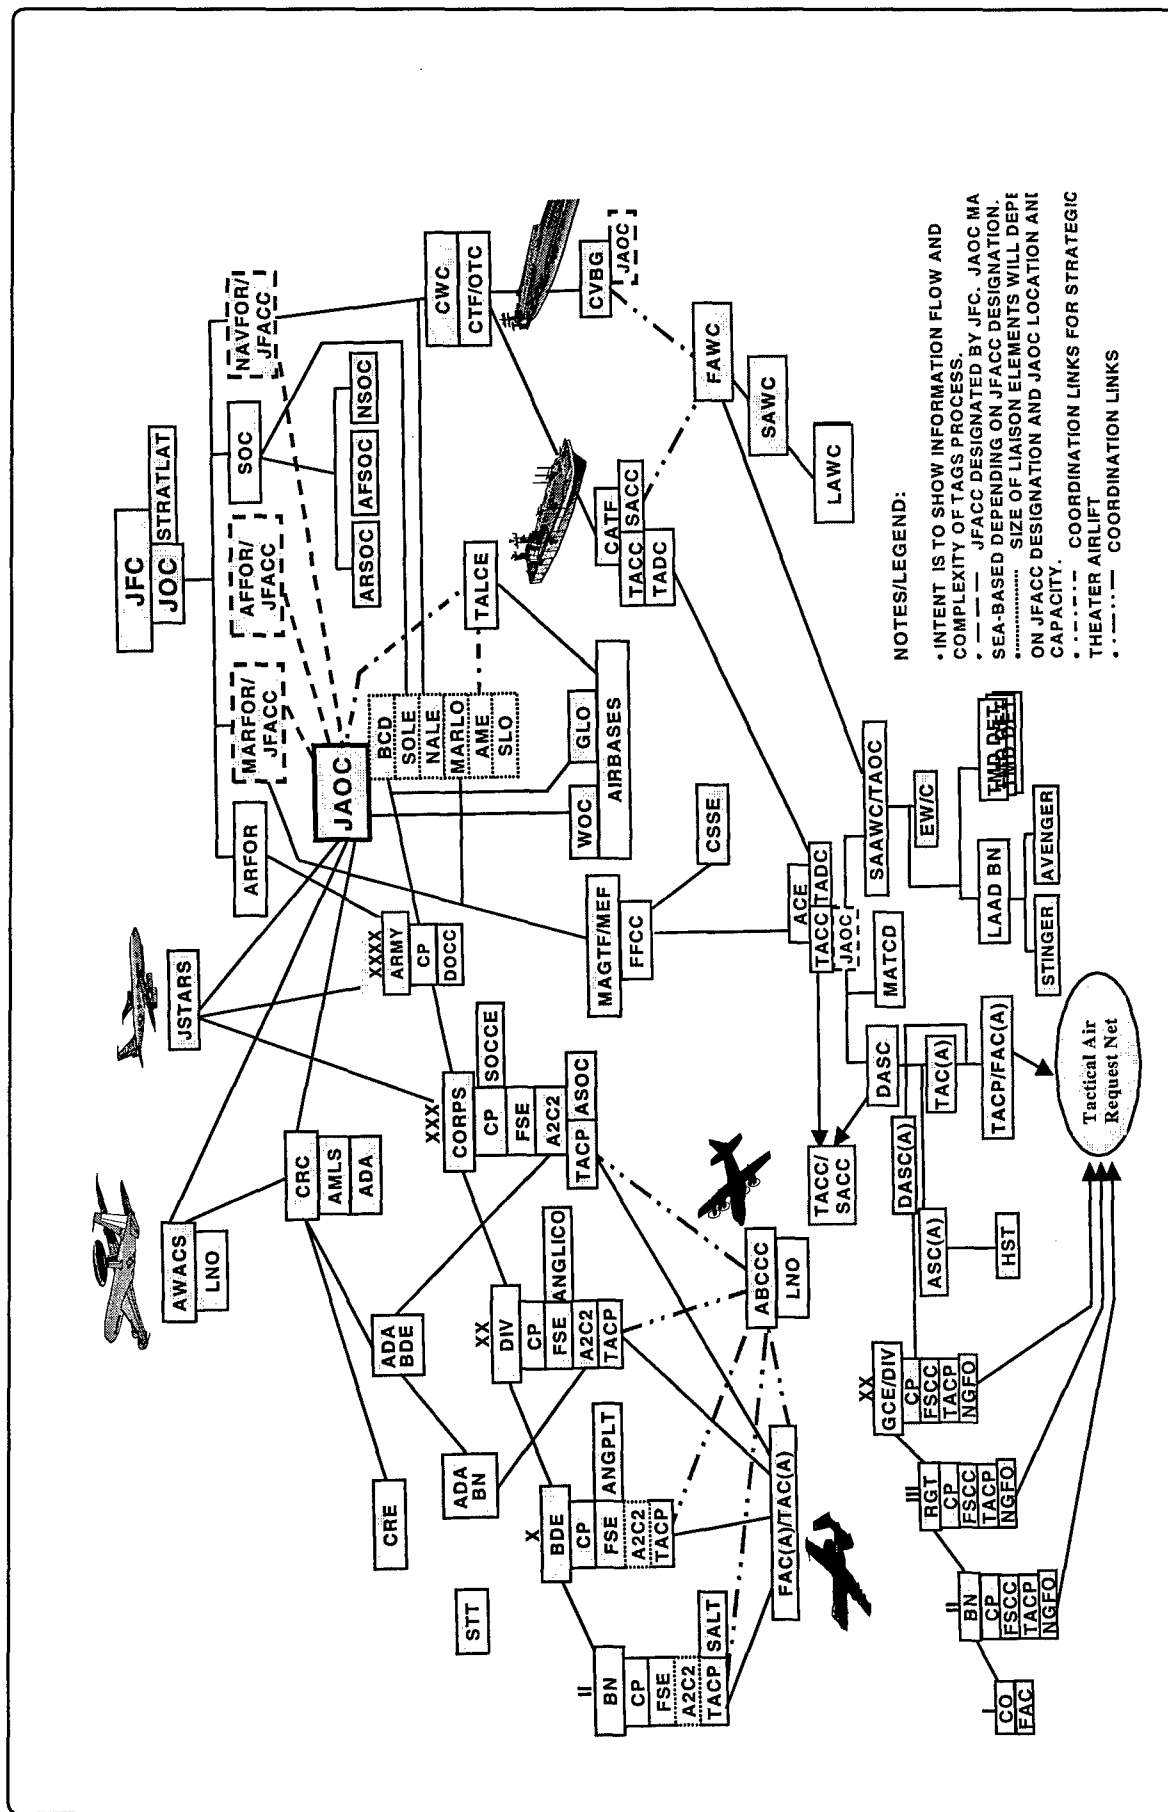 JFC
JOC
STRATLAT
ARFOR
MARFOR/
JFACC
AFFOR/
JFACC
SOC
NAVFOR/
JFACC
ARSOC
AFSOC
NSOC
JSTARS
AWACS
LNO
JAOC
BCD
SOLE
NALE
MARLO
AME
SLO
TALCE
CWC
CTF/OTC
CVBG
JAOC
CRC
AMLS
ADA
XXXX
ARMY
CP
DOCC
WOC
GLO
AIRBASES
CATF
TACC
SACC
TADC
FAWC
SAWC
LAWC
CRE
ADA
BDE
ADA
BN
STT
XXX
CORPS
CP
SOCCE
FSE
A2C2
TACP
ASOC
XX
DIV
CP
FSE
ANGLICO
A2C2
TACP
X
BDE
CP
FSE
ANGPLT
A2C2
TACP
II
BN
CP
FSE
A2C2
TACP
SALT
MAGTF/MEF
FFCC
CSSE
ABCCC
LNO
FAC(A)/TAC(A)
ACE
TACC
TADC
JAOC
SAAWC/TAOC
EW/C
MATCD
LAAD BN
STINGER
AVENGER
TMD DET
TACC/
SACC
DASC
DASC(A)
TAC(A)
TACP/FAC(A)
ASC(A)
HST
XX
GCE/DIV
CP
FSCC
TACP
NGFO
III
RGT
CP
FSCC
TACP
NGFO
II
BN
CP
FSCC
TACP
NGFO
I
CO
FAC
Tactical Air
Request Net
NOTES/LEGEND:
• INTENT IS TO SHOW INFORMATION FLOW AND
COMPLEXITY OF TAGS PROCESS.
• JFACC DESIGNATED BY JFC. JAOC MA
SEA-BASED DEPENDING ON JFACC DESIGNATION.
• SIZE OF LIAISON ELEMENTS WILL DEPE
ON JFACC DESIGNATION AND JAOC LOCATION ANI
CAPACITY.
• COORDINATION LINKS FOR STRATEGIC
THEATER AIRLIFT
• COORDINATION LINKS